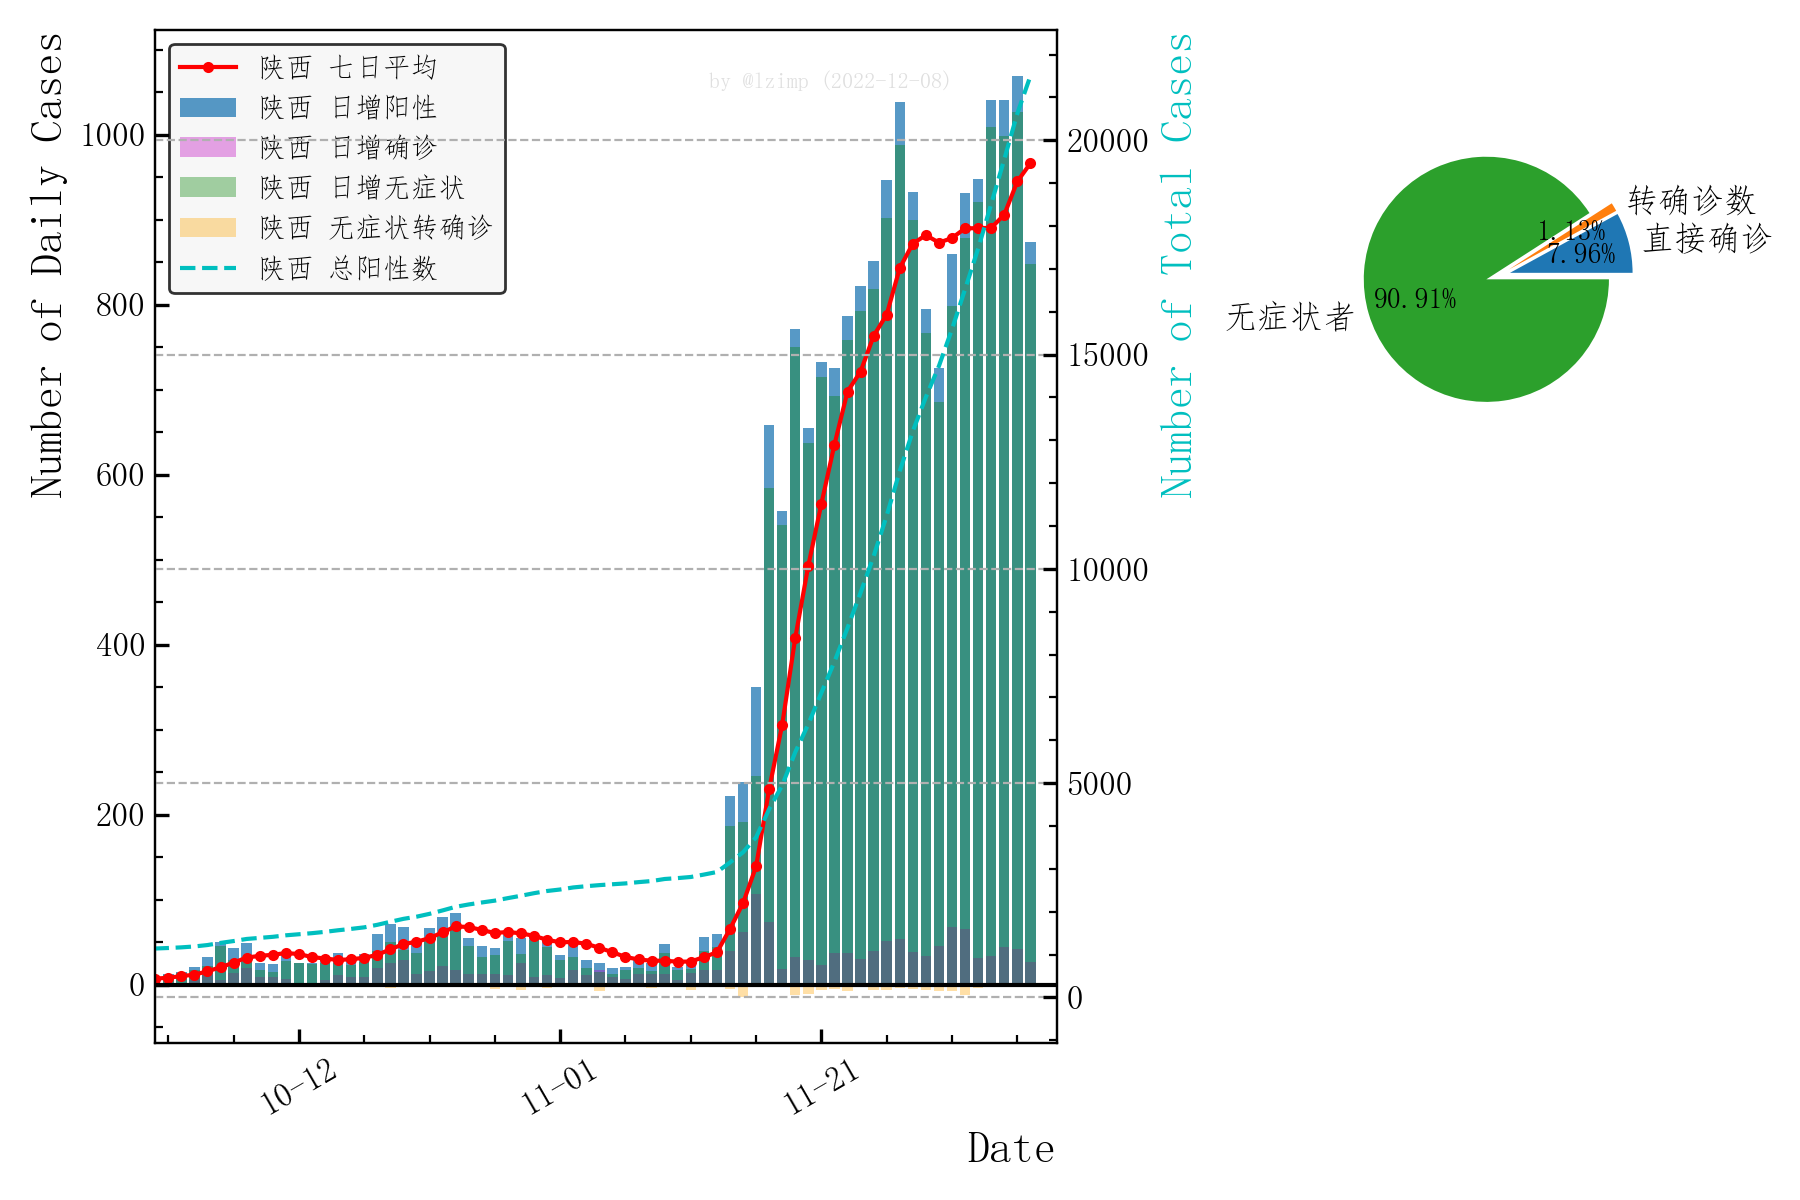 Number of Daily Cases
1000
800
600
400
200
0
陕西 七日平均
陕西 日增阳性
陕西 日增确诊
陕西 日增无症状
陕西 无症状转确诊
陕西 总阳性数
by @lzimp (2022-12-08)
20000
15000
10000
5000
0
Number of Total Cases
10-12
11-01
11-21
Date
转确诊数
1.13%
直接确诊
7.96%
90.91%
无症状者